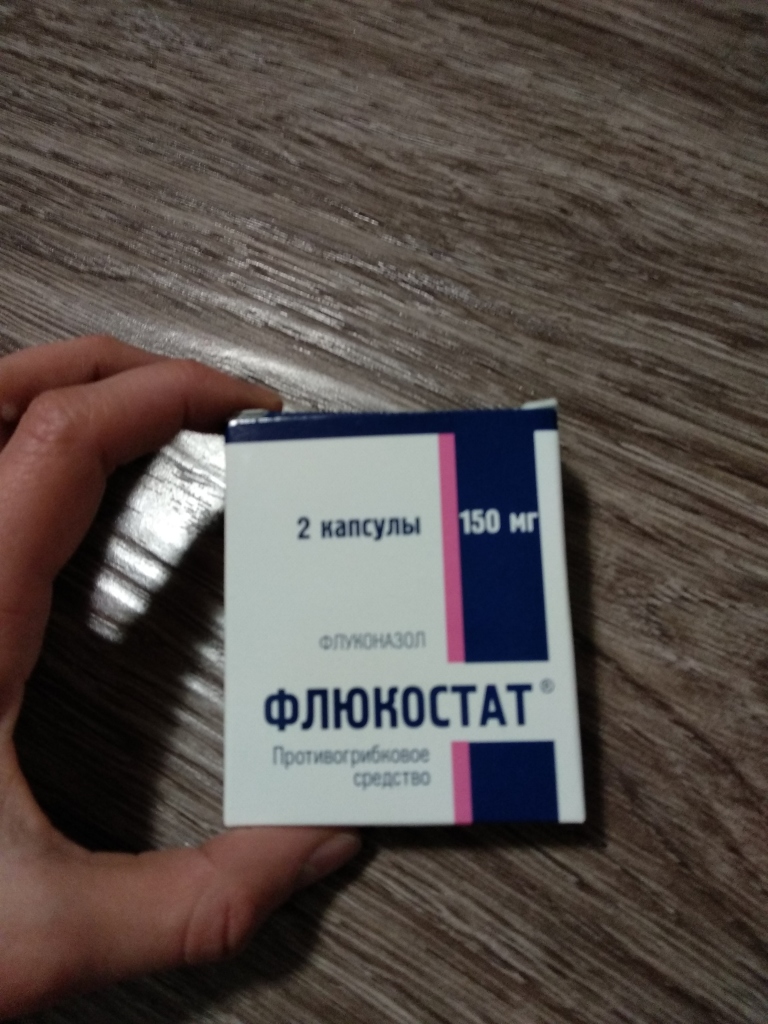 2 капсулы
150 мг
ФЛУКОНАЗОЛ
ФЛЮКОСТАТ®
Противогрибковое
средство